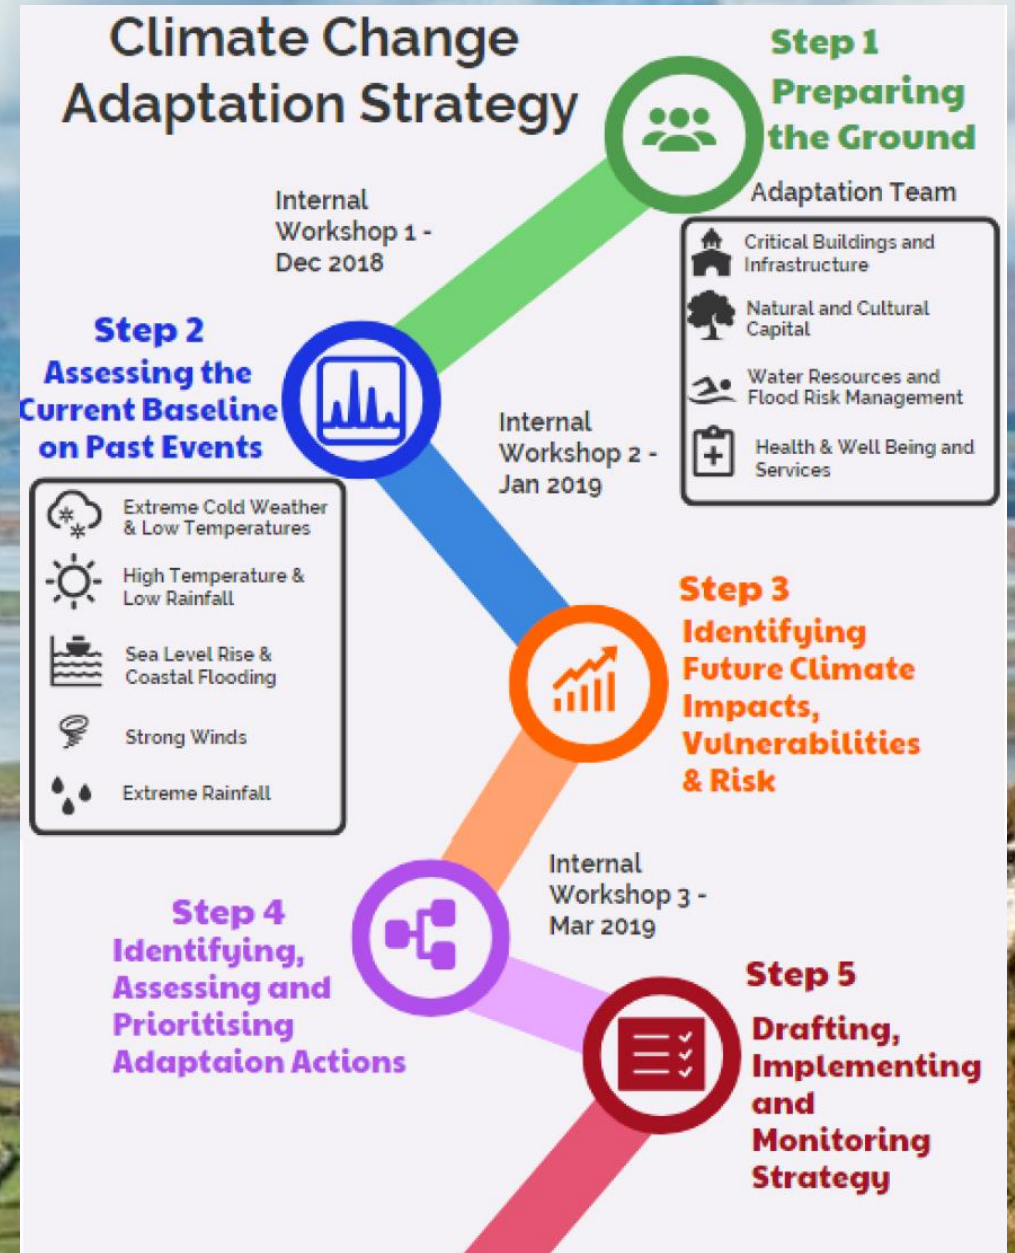 Climate Change
Adaptation Strategy
Step 1
Preparing
the Ground
Adaptation Team
Critical Buildings and
Infrastructure
Natural and Cultural
Capital
Water Resources and
Flood Risk Management
Health & Well Being and
Services
Internal
Workshop 1 -
Dec 2018
Step 2
Assessing the
Current Baseline
on Past Events
Extreme Cold Weather
& Low Temperatures
High Temperature &
Low Rainfall
Sea Level Rise &
Coastal Flooding
Strong Winds
Extreme Rainfall
Internal
Workshop 2 -
Jan 2019
Step 3
Identifying
Future Climate
Impacts,
Vulnerabilities
& Risk
Internal
Workshop 3 -
Mar 2019
Step 4
Identifying,
Assessing and
Prioritising
Adaptaion Actions
Step 5
Drafting,
Implementing
and
Monitoring
Strategy